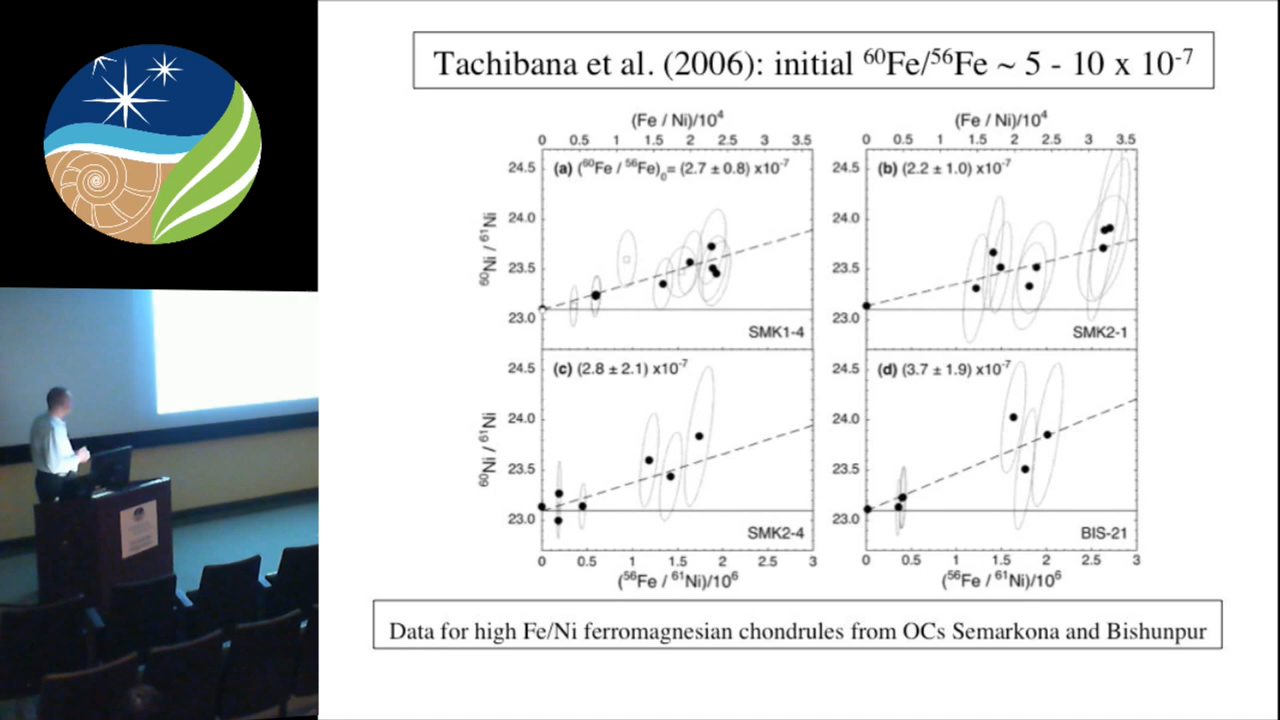 Tachibana et al. (2006): initial ⁶⁰Fe/⁵⁶Fe ~ 5 - 10 x 10⁻⁷
(Fe / Ni)/10⁴
(Fe / Ni)/10⁴
0 0.5 1 1.5 2 2.5 3 3.5
0 0.5 1 1.5 2 2.5 3 3.5
24.5
24.0
23.5
23.0
⁶⁰Ni / ⁶¹Ni
(a) (⁶⁰Fe / ⁵⁶Fe)₀= (2.7 ± 0.8) x10⁻⁷
SMK1-4
24.5
24.0
23.5
23.0
(b) (2.2 ± 1.0) x10⁻⁷
SMK2-1
24.5
24.0
23.5
23.0
⁶⁰Ni / ⁶¹Ni
(c) (2.8 ± 2.1) x10⁻⁷
SMK2-4
24.5
24.0
23.5
23.0
(d) (3.7 ± 1.9) x10⁻⁷
BIS-21
0 0.5 1 1.5 2 2.5 3
0 0.5 1 1.5 2 2.5 3
(⁵⁶Fe / ⁶¹Ni)/10⁶
(⁵⁶Fe / ⁶¹Ni)/10⁶
Data for high Fe/Ni ferromagnesian chondrules from OCs Semarkona and Bishunpur